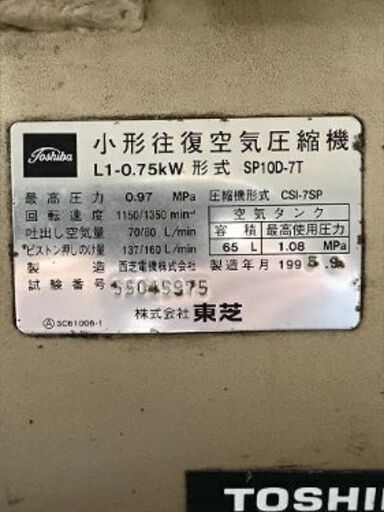 Toshiba
小形往復空気圧縮機
L1-0.75kW 形式 SP10D-7T
最高圧力 0.97 MPa 圧縮機形式 CSI-7SP
回転速度 1150/1350 min⁻¹ 空気タンク
吐出し空気量 70/80 L/min 容積 最高使用圧力
ピストン押しのけ量 137/160 L/min 65 L 1.08 MPa
製造 西芝電機株式会社 製造年月 199
試験番号
株式会社 東芝
Ⓐ 3C61006-1
TOSHI